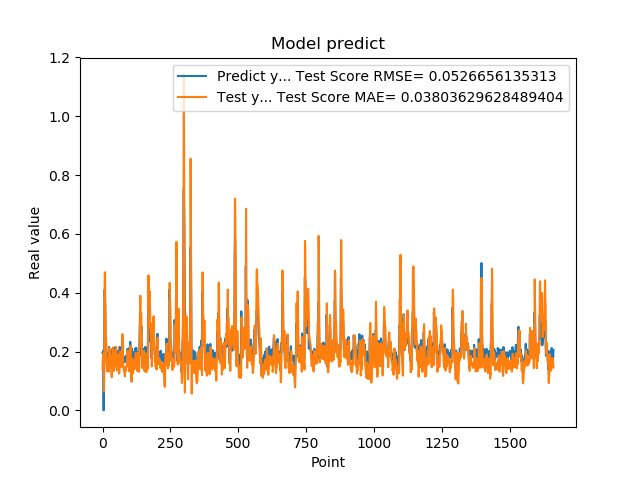 Model predict
Predict y... Test Score RMSE= 0.0526656135313
Test y... Test Score MAE= 0.03803629628489404
Real value
1.2
1.0
0.8
0.6
0.4
0.2
0.0
0 250 500 750 1000 1250 1500
Point